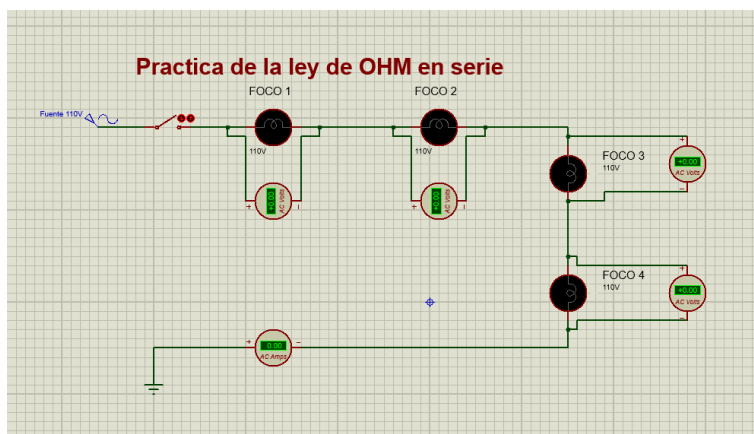 Practica de la ley de OHM en serie
FOCO 1
FOCO 2
Fuente 110V
110V
110V
FOCO 3
110V
+0.00
AC Volts
+0.00
AC Volts
+0.00
AC Volts
FOCO 4
110V
+0.00
AC Volts
0.00
AC Amps